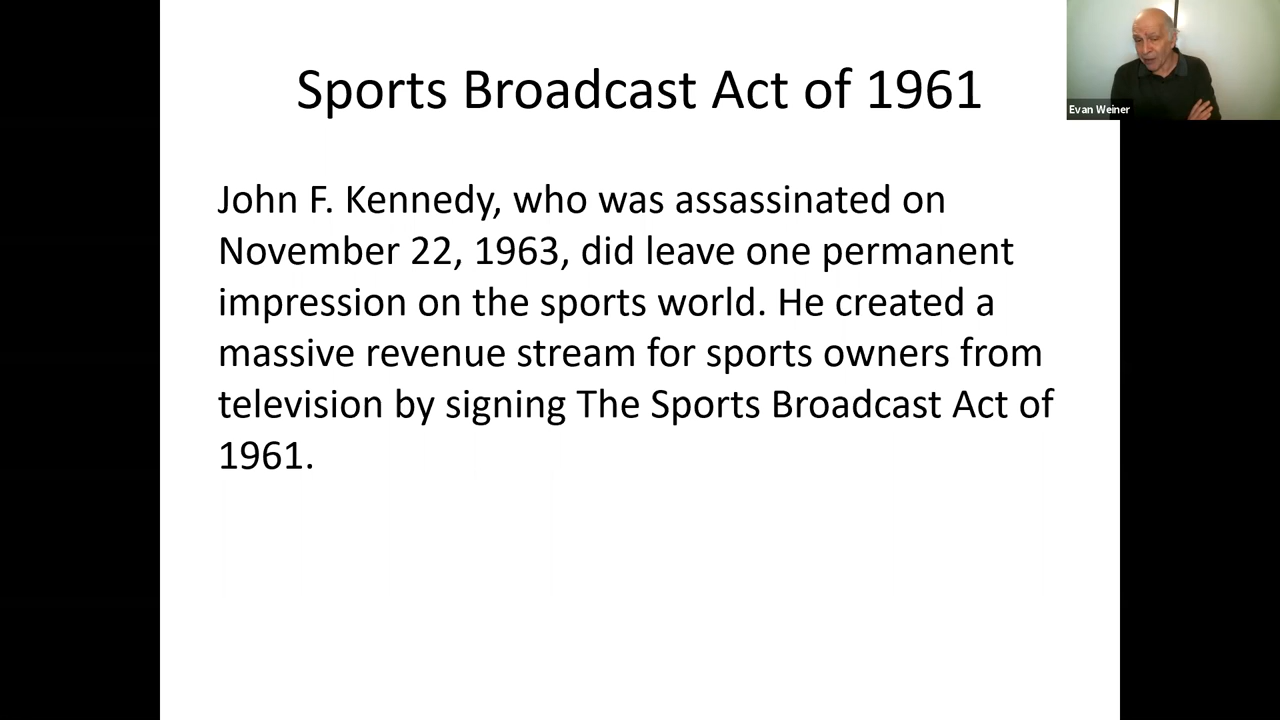 Sports Broadcast Act of 1961
Evan Weiner
John F. Kennedy, who was assassinated on
November 22, 1963, did leave one permanent
impression on the sports world. He created a
massive revenue stream for sports owners from
television by signing The Sports Broadcast Act of
1961.